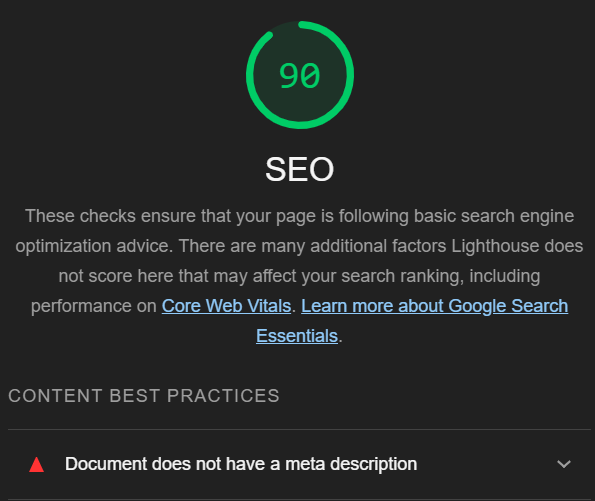 90
SEO
These checks ensure that your page is following basic search engine
optimization advice. There are many additional factors Lighthouse does
not score here that may affect your search ranking, including
performance on Core Web Vitals. Learn more about Google Search
Essentials.
CONTENT BEST PRACTICES
Document does not have a meta description